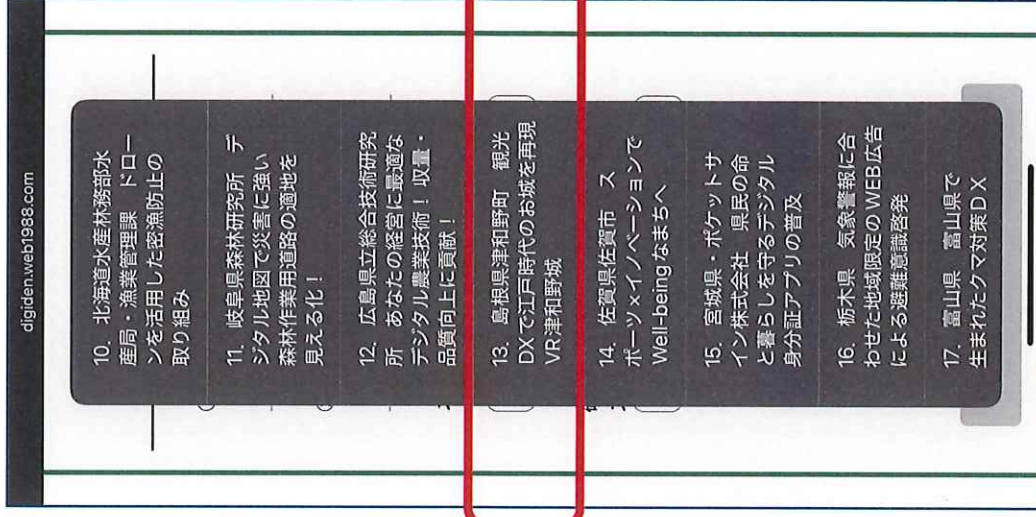 digiden.web1988.com
10. 北海道水産林務部水
産局・漁業管理課 ドロー
ンを活用した密漁防止の
取り組み
11. 岐阜県森林研究所 デ
ジタル地図で災害に強い
森林作業用道路の適地を
見える化！
12. 広島県立総合技術研究
所 あなたの経営に最適な
デジタル農業技術！収量・
品質向上に貢献！
13. 島根県津和野町 観光
DXで江戸時代のお城を再現
VR津和野城
14. 佐賀県佐賀市 ス
ポーツ×イノベーションで
Well-beingなまちへ
15. 宮城県・ポケットサ
イン株式会社 県民の命
と暮らしを守るデジタル
身分証アプリの普及
16. 栃木県 気象警報に合
わせた地域限定のWEB広告
による避難意識啓発
17. 富山県 富山県で
生まれたクマ対策DX